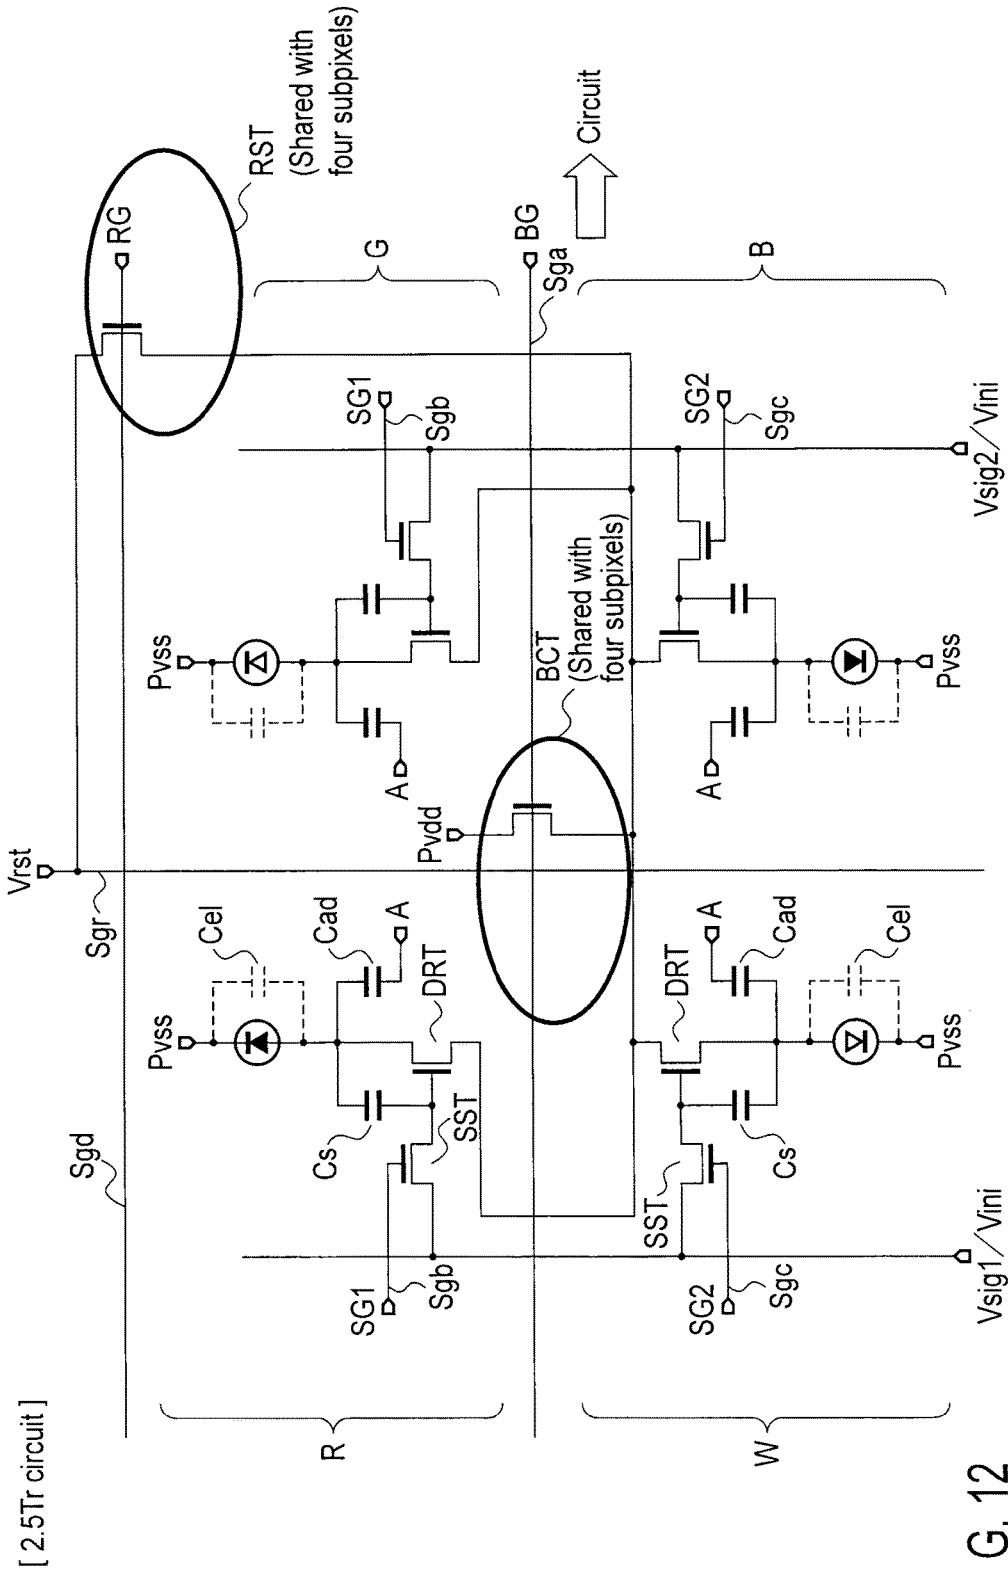 [ 2.5Tr circuit ]
Vrst
Sgr
Sgd
RG
RST
(Shared with
four subpixels)
R
Pvss
Cel
Cad
A
Cs
DRT
SST
SG1
Sgb
G
Pvss
A
SG1
Sgb
Pvdd
BCT
(Shared with
four subpixels)
BG
Sga
Circuit
W
SG2
Sgc
SST
DRT
Cs
A
Cad
Cel
Pvss
Vsig1/Vini
B
A
Pvss
SG2
Sgc
Vsig2/Vini
G. 12